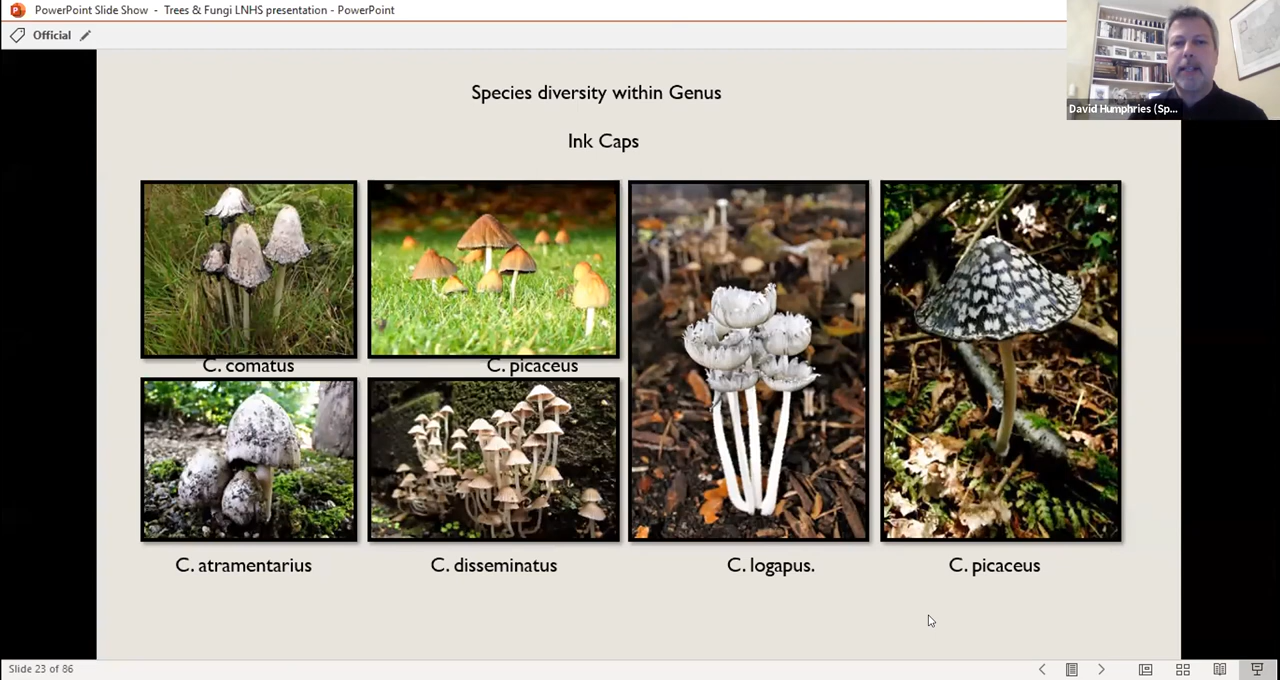 PowerPoint Slide Show - Trees & Fungi LNHS presentation - PowerPoint
Official
David Humphries (Sp...
Species diversity within Genus
Ink Caps
C. comatus
C. picaceus
C. atramentarius
C. disseminatus
C. logapus.
C. picaceus
Slide 23 of 86